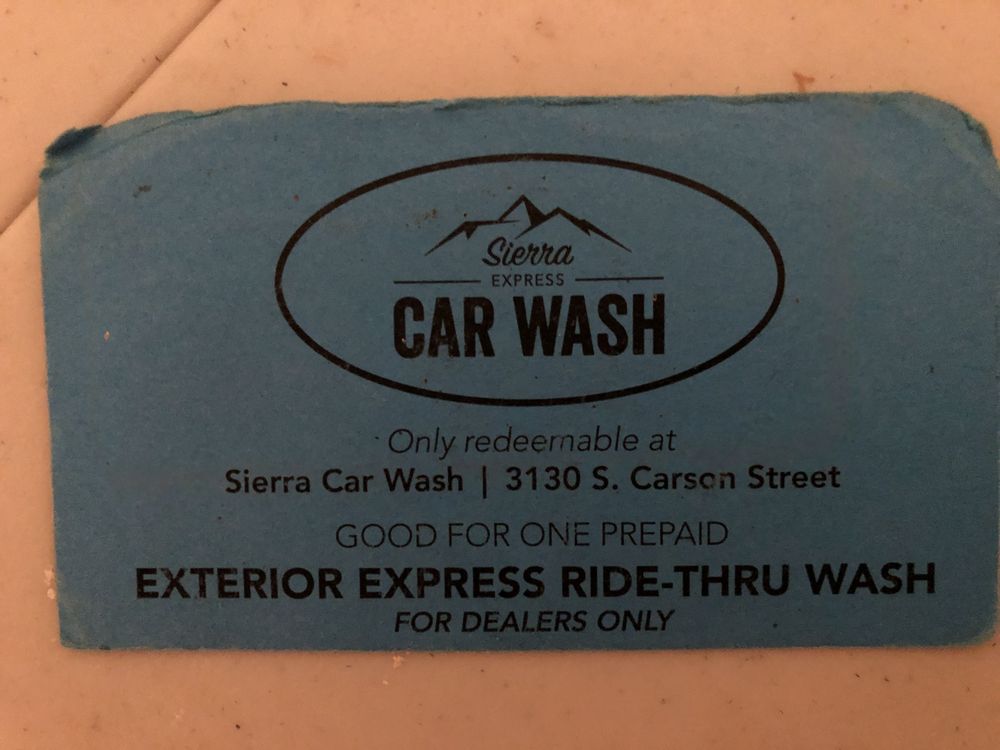 Sierra
EXPRESS
CAR WASH
Only redeemable at
Sierra Car Wash | 3130 S. Carson Street
GOOD FOR ONE PREPAID
EXTERIOR EXPRESS RIDE-THRU WASH
FOR DEALERS ONLY